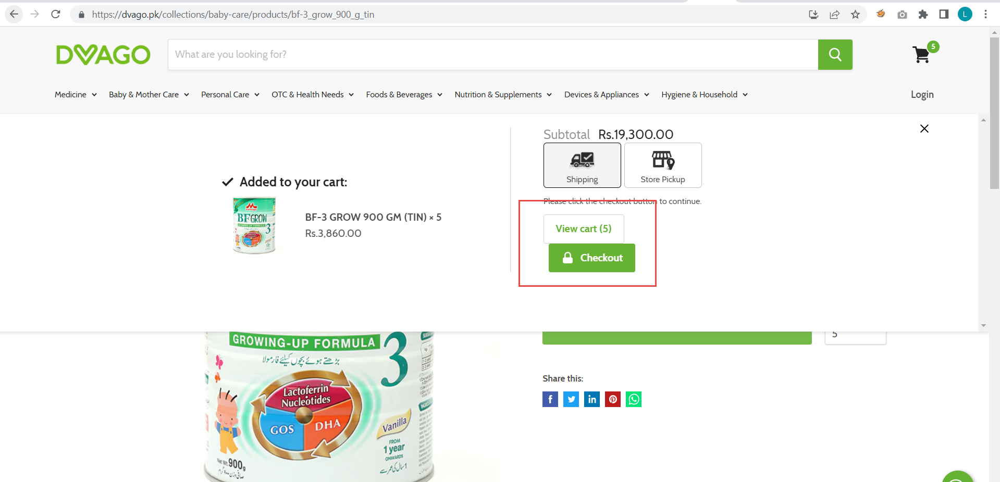 https://dvago.pk/collections/baby-care/products/bf-3_grow_900_g_tin
L
DVAGO
What are you looking for?
5
Medicine
Baby & Mother Care
Personal Care
OTC & Health Needs
Foods & Beverages
Nutrition & Supplements
Devices & Appliances
Hygiene & Household
Login
Added to your cart:
BF GROW
3
BF-3 GROW 900 GM (TIN) × 5
Rs.3,860.00
Subtotal Rs.19,300.00
Shipping
Store Pickup
Please click the checkout button to continue.
View cart (5)
Checkout
5
GROWING-UP FORMULA 3
بڑھتے ہوئے بچوں کیلئے فارمولا
Lactoferrin
Nucleotides
GOS
DHA
Vanilla
FROM
1 year
ONWARDS
1 سال کی عمر سے
Net Wt. 900g
Share this: